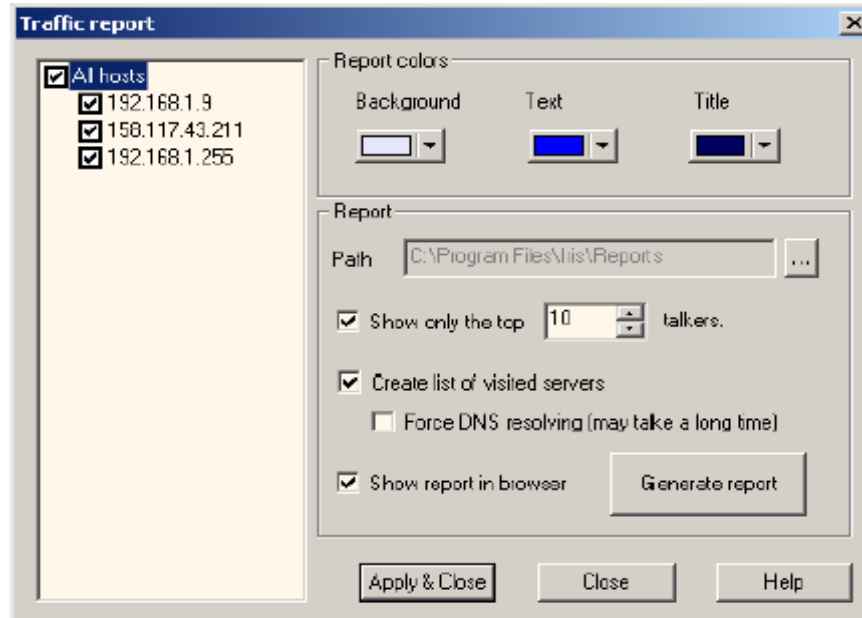 Traffic report
All hosts
192.168.1.9
158.117.43.211
192.168.1.255
Report colors
Background Text Title
Report
Path C:\Program Files\Iris\Reports ...
Show only the top 10 talkers.
Create list of visited servers
Force DNS resolving (may take a long time)
Show report in browser Generate report
Apply & Close Close Help